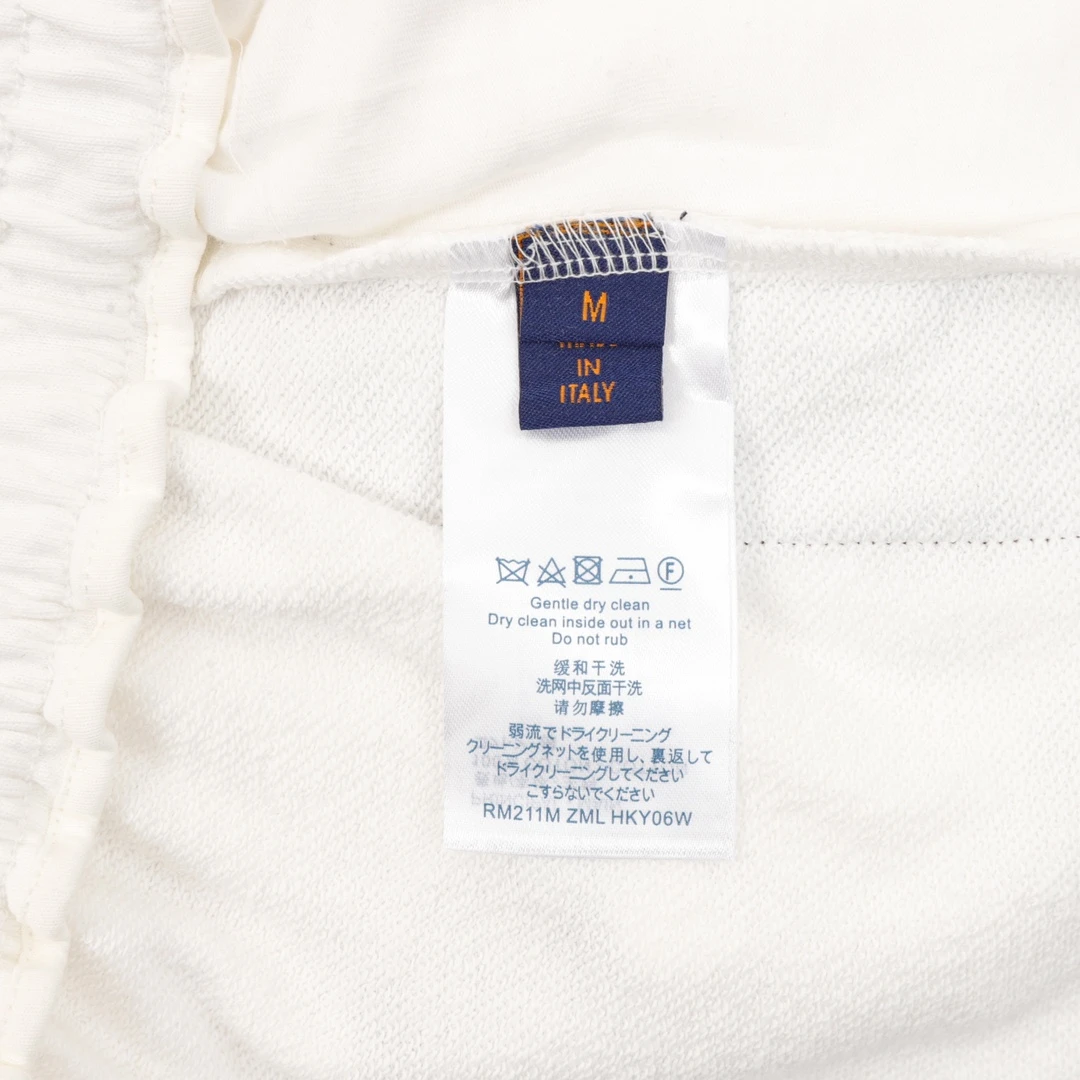 M
IN
ITALY
F
Gentle dry clean
Dry clean inside out in a net
Do not rub
缓和干洗
洗网中反面干洗
请勿摩擦
弱流でドライクリーニング
クリーニングネットを使用し、裏返して
ドライクリーニングしてください
こすらないでください
RM211M ZML HKY06W